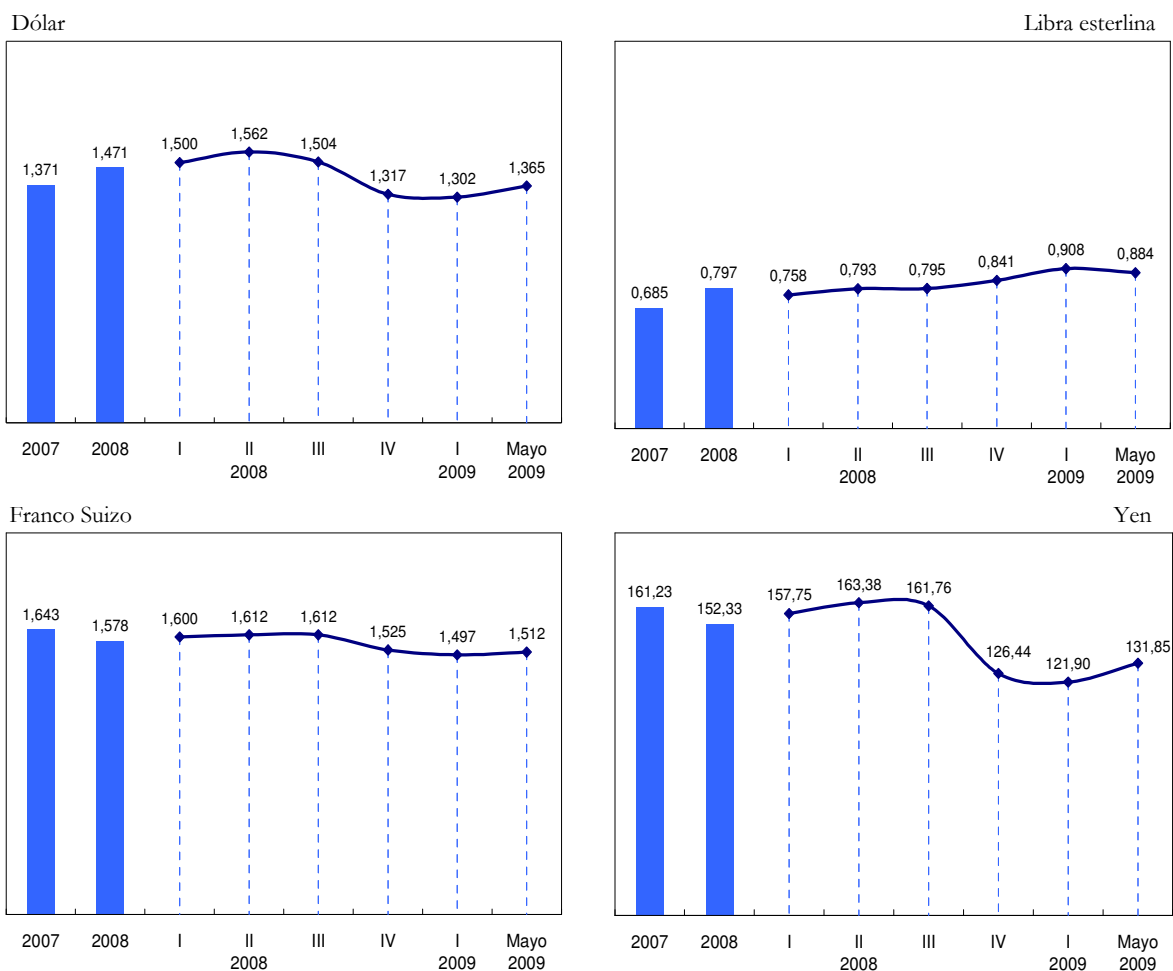 Dólar
1,371
1,471
1,500
1,562
1,504
1,317
1,302
1,365
2007 2008 I II III IV I Mayo
2008 2009 2009
Libra esterlina
0,685
0,797
0,758
0,793
0,795
0,841
0,908
0,884
2007 2008 I II III IV I Mayo
2008 2009 2009
Franco Suizo
1,643
1,578
1,600
1,612
1,612
1,525
1,497
1,512
2007 2008 I II III IV I Mayo
2008 2009 2009
Yen
161,23
152,33
157,75
163,38
161,76
126,44
121,90
131,85
2007 2008 I II III IV I Mayo
2008 2009 2009